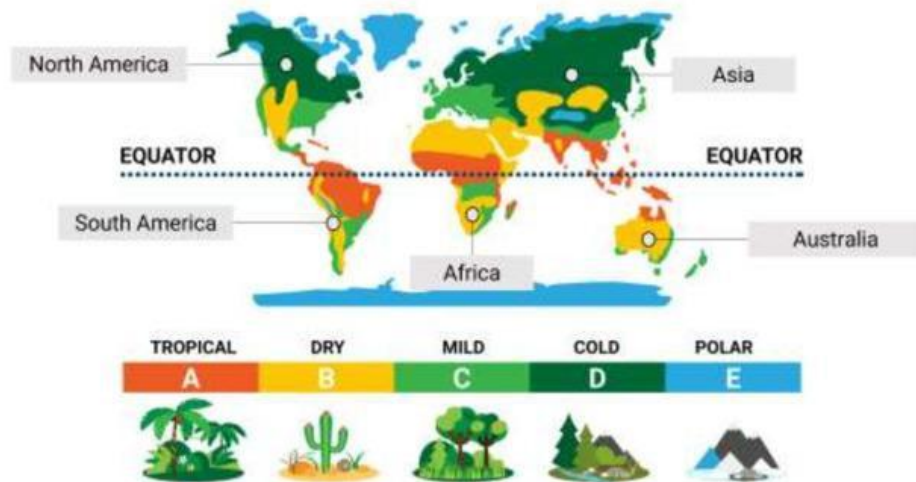 North America
Asia
EQUATOR EQUATOR
South America
Australia
Africa
TROPICAL DRY MILD COLD POLAR
A B C D E